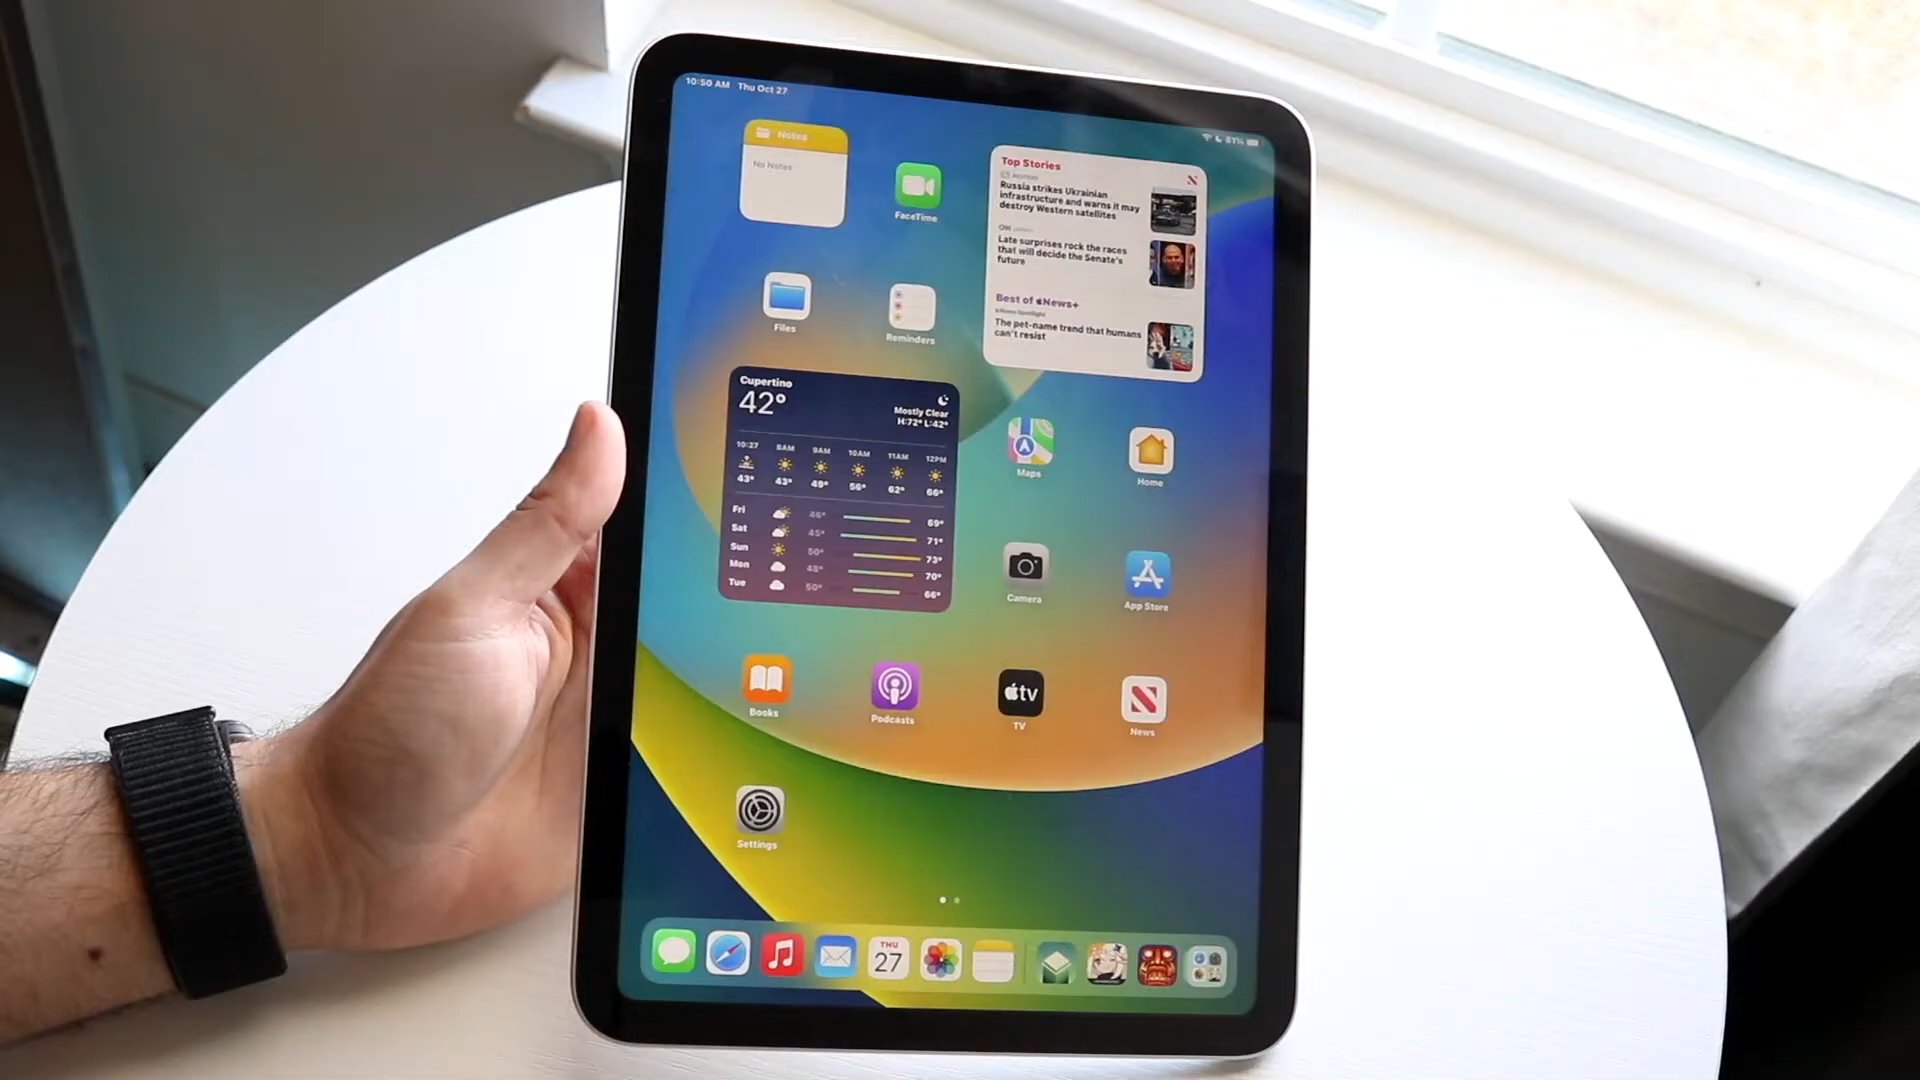 10:50 AM Thu Oct 27
81%
Notes
No Notes
FaceTime
Top Stories
Russia strikes Ukrainian
infrastructure and warns it may
destroy Western satellites
Late surprises rock the races
that will decide the Senate's
future
Best of News+
The pet-name trend that humans
can't resist
Files
Reminders
Cupertino
42°
Mostly Clear
H:72° L:42°
10:27 8AM 9AM 10AM 11AM 12PM
43° 43° 49° 56° 62° 66°
Fri 46° 69°
Sat 45° 71°
Sun 50° 73°
Mon 48° 70°
Tue 50° 66°
Maps
Home
Camera
App Store
Books
Podcasts
tv
TV
News
Settings
THU
27